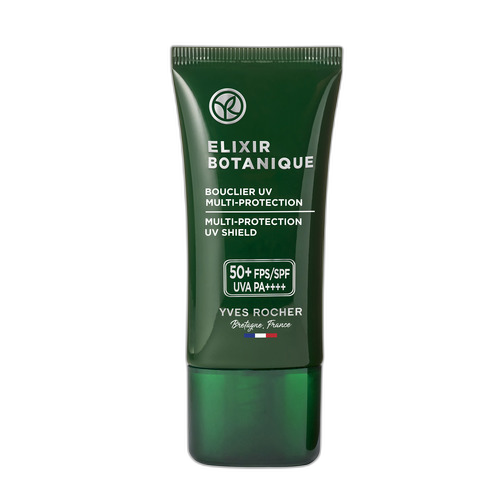 ELIXIR
BOTANIQUE
BOUCLIER UV
MULTI-PROTECTION
MULTI-PROTECTION
UV SHIELD
50+ FPS/SPF
UVA PA++++
YVES ROCHER
Bretagne, France